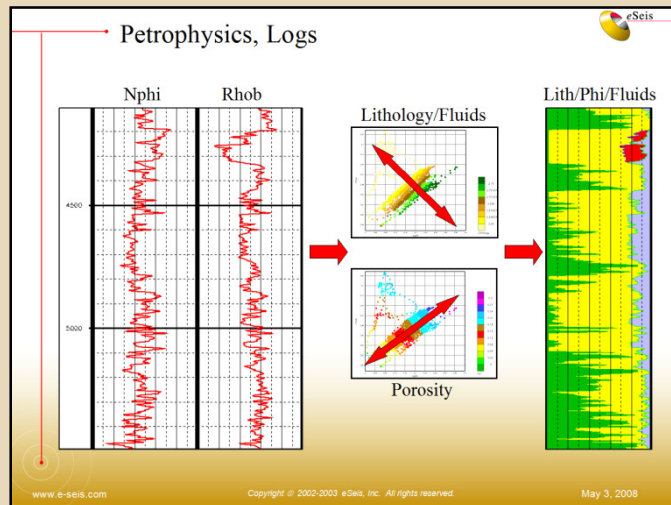 eSeis
Petrophysics, Logs
Nphi
Rhob
Lithology/Fluids
Lith/Phi/Fluids
4500
5000
Porosity
www.e-seis.com
Copyright © 2002-2003 eSeis, Inc. All rights reserved.
May 3, 2008